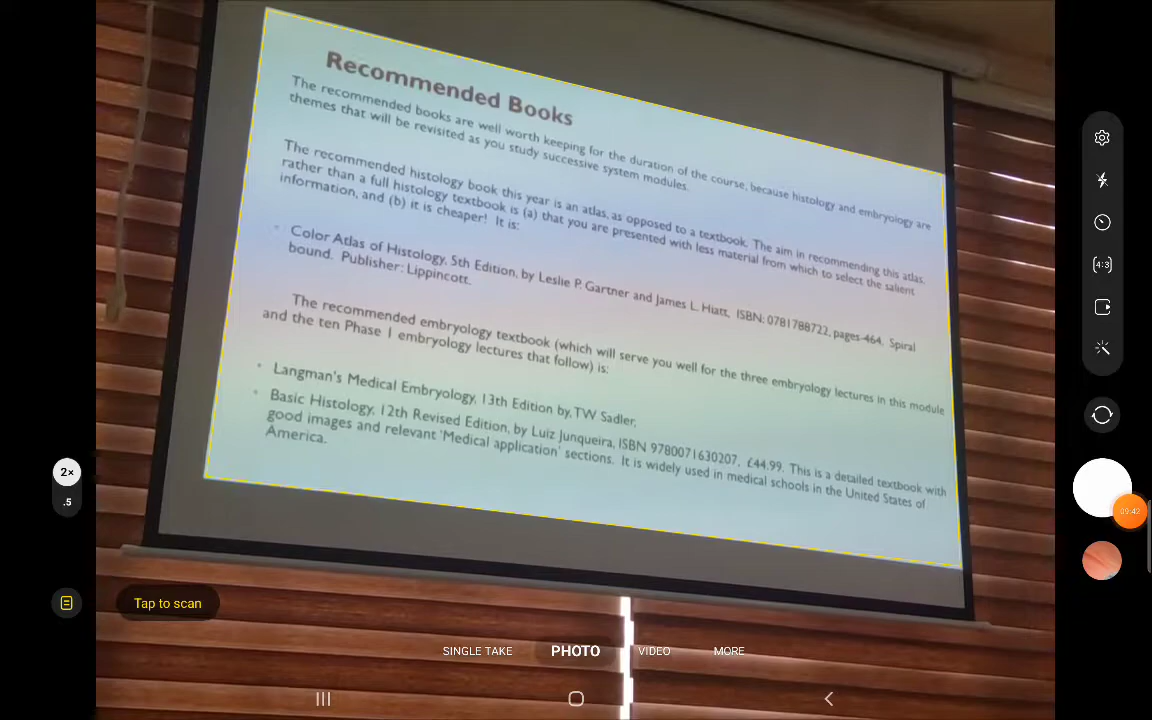 Recommended Books
The recommended books are well worth keeping for the duration of the course, because histology and embryology are
themes that will be revisited as you study successive system modules.
The recommended histology book this year is an atlas, as opposed to a textbook. The aim in recommending this atlas,
rather than a full histology textbook is (a) that you are presented with less material from which to select the salient
information, and (b) it is cheaper! It is:
Color Atlas of Histology, 5th Edition, by Leslie P. Gartner and James L. Hiatt, ISBN: 0781788722, pages-464. Spiral
bound. Publisher: Lippincott.
The recommended embryology textbook (which will serve you well for the three embryology lectures in this module
and the ten Phase 1 embryology lectures that follow) is:
• Langman's Medical Embryology, 13th Edition by, TW Sadler,
• Basic Histology, 12th Revised Edition, by Luiz Junqueira, ISBN 9780071630207, £44.99. This is a detailed textbook with
good images and relevant 'Medical application' sections. It is widely used in medical schools in the United States of
America.
4:3
2×
.5
09:42
Tap to scan
SINGLE TAKE PHOTO VIDEO MORE